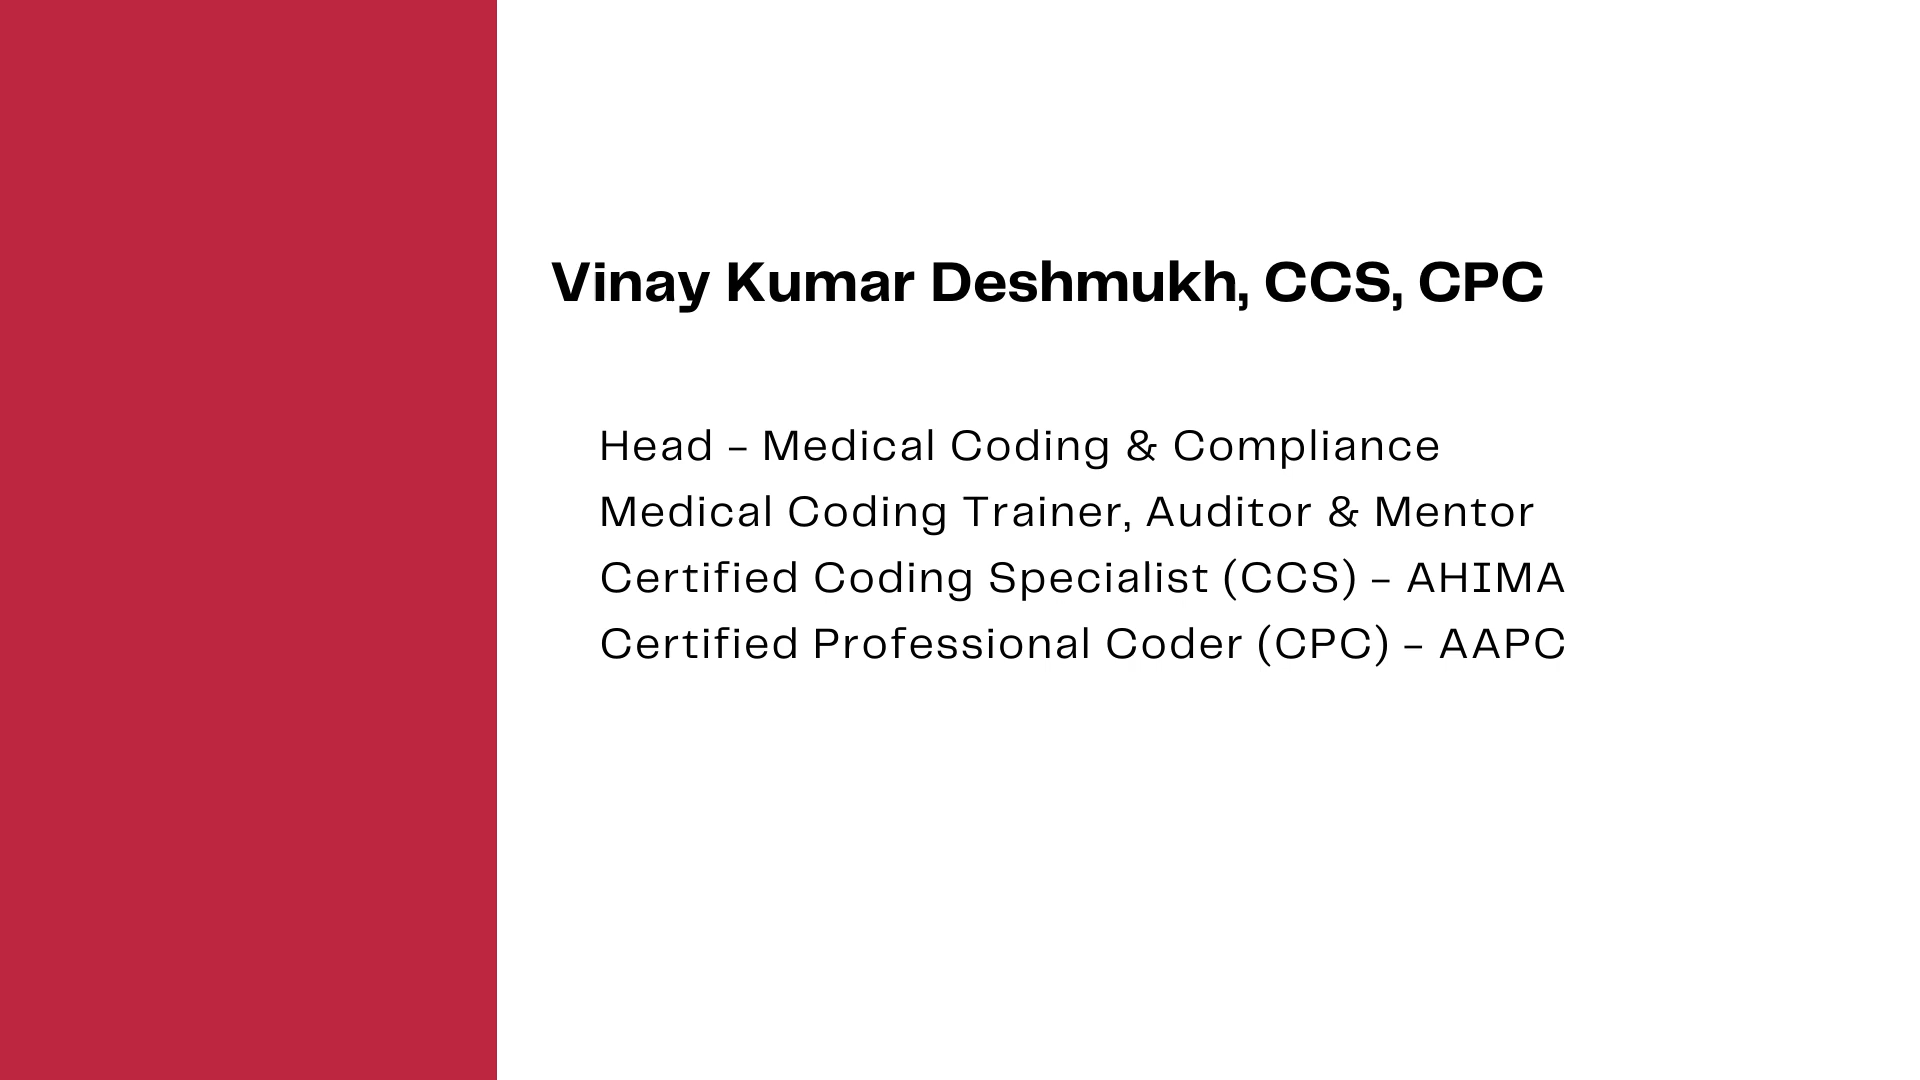 Vinay Kumar Deshmukh, CCS, CPC
Head – Medical Coding & Compliance
Medical Coding Trainer, Auditor & Mentor
Certified Coding Specialist (CCS) – AHIMA
Certified Professional Coder (CPC) – AAPC